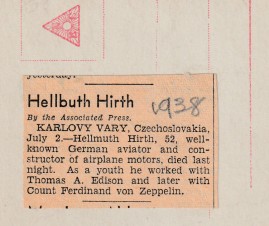 yesterday.
Hellbuth Hirth
1938
By the Associated Press.
KARLOVY VARY, Czechoslovakia,
July 2.—Hellmuth Hirth, 52, well-
known German aviator and con-
structor of airplane motors, died last
night. As a youth he worked with
Thomas A. Edison and later with
Count Ferdinand von Zeppelin.